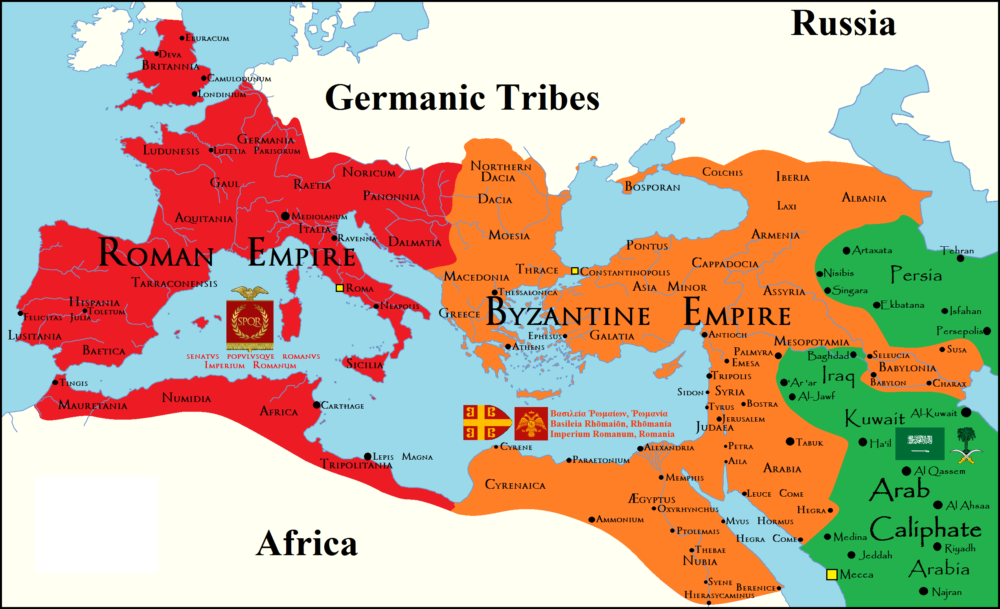 Russia
Germanic Tribes
Africa
Eburacum
Deva
Britannia
Camulodunum
Londinium
Germania
Ludunesis
Lutetia Parisorum
Noricum
Gaul
Raetia
Panonnia
Aquitania
Mediolanum
Italia
Ravenna
Dalmatia
Roman Empire
Tarraconensis
Roma
Hispania
Toletum
Felicitas Julia
Neapolis
Lusitania
Baetica
SPQR
SENATVS POPVLVSQVE ROMANVS
Imperium Romanum
Sicilia
Tingis
Mauretania
Numidia
Africa
Carthage
Lepis Magna
Tripolitania
Northern
Dacia
Dacia
Moesia
Bosporan
Colchis
Iberia
Laxi
Albania
Armenia
Pontus
Cappadocia
Thrace
Constantinopolis
Macedonia
Thessalonica
Asia Minor
Assyria
Greece
Byzantine Empire
Ephesus
Galatia
Athens
Antioch
Mesopotamia
Palmyra
Emesa
Seleucia
Susa
Babylonia
Babylon
Charax
Tripolis
Sidon
Syria
Tyrus
Bostra
Jerusalem
Judaea
Βασιλεία Ῥωμαίων, Ῥωμανία
Basileia Rhōmaiōn, Rhōmanía
Imperium Romanum, Romania
Cyrene
Alexandria
Paraetonium
Petra
Tabuk
Aila
Arabia
Memphis
Cyrenaica
Ægyptus
Leuce Come
Oxyrhynchus
Hegra
Ammonium
Myus Hormus
Ptolemais
Hegra Come
Thebae
Nubia
Syene
Berenice
Hierasycaminus
Artaxata
Tehran
Nisibis
Persia
Singara
Ekbatana
Isfahan
Persepolis
Baghdad
Iraq
'Ar 'ar
Al-Jawf
Kuwait
Al-Kuwait
Ha'il
Al Qassem
Arab
Al Ahsaa
Caliphate
Medina
Riyadh
Jeddah
Arabia
Mecca
Najran